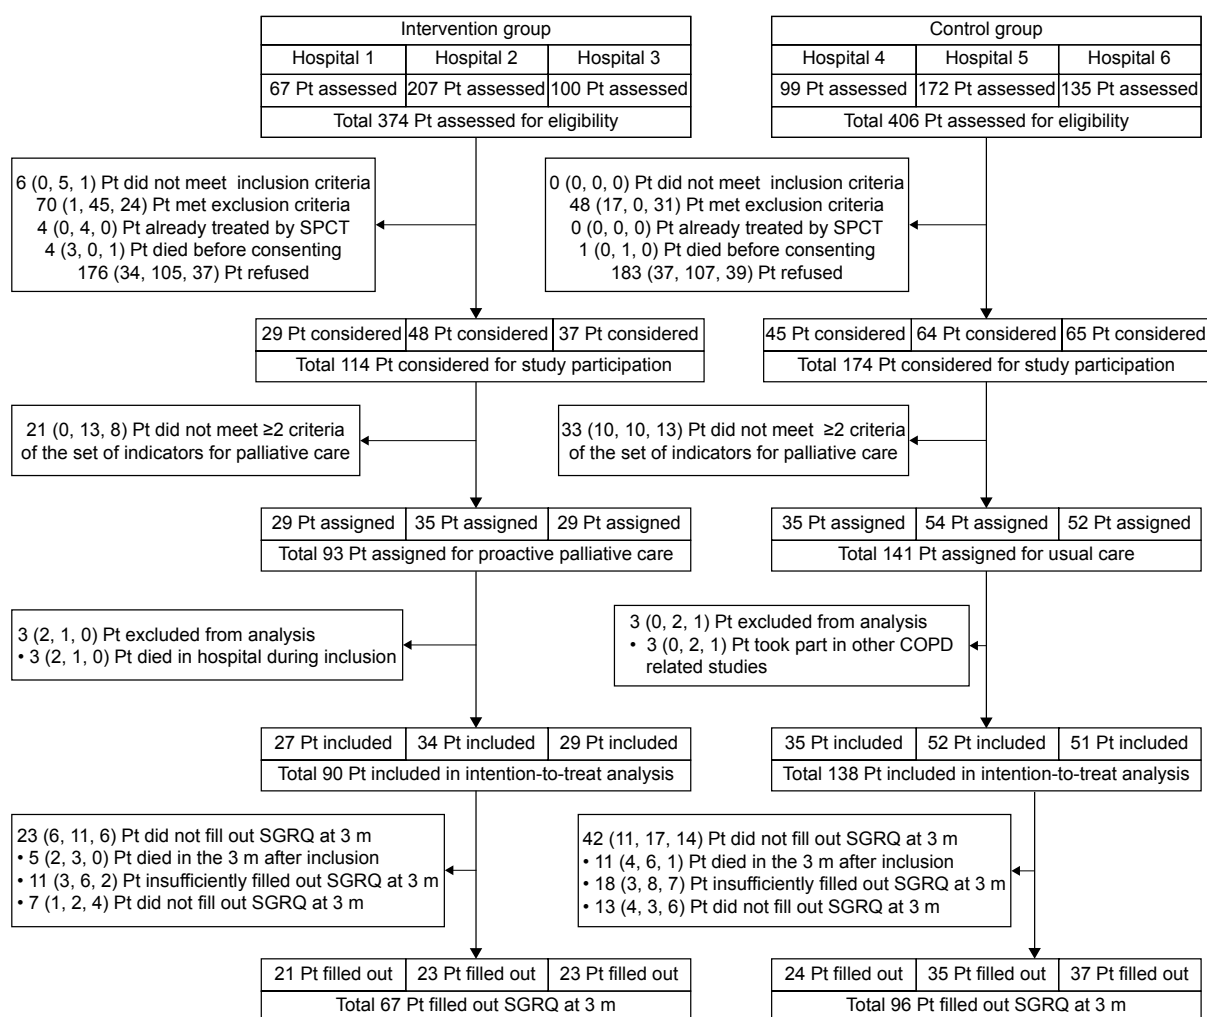 Intervention group
Hospital 1 Hospital 2 Hospital 3
67 Pt assessed 207 Pt assessed 100 Pt assessed
Total 374 Pt assessed for eligibility
Control group
Hospital 4 Hospital 5 Hospital 6
99 Pt assessed 172 Pt assessed 135 Pt assessed
Total 406 Pt assessed for eligibility
6 (0, 5, 1) Pt did not meet inclusion criteria
70 (1, 45, 24) Pt met exclusion criteria
4 (0, 4, 0) Pt already treated by SPCT
4 (3, 0, 1) Pt died before consenting
176 (34, 105, 37) Pt refused
0 (0, 0, 0) Pt did not meet inclusion criteria
48 (17, 0, 31) Pt met exclusion criteria
0 (0, 0, 0) Pt already treated by SPCT
1 (0, 1, 0) Pt died before consenting
183 (37, 107, 39) Pt refused
29 Pt considered 48 Pt considered 37 Pt considered
Total 114 Pt considered for study participation
45 Pt considered 64 Pt considered 65 Pt considered
Total 174 Pt considered for study participation
21 (0, 13, 8) Pt did not meet ≥2 criteria
of the set of indicators for palliative care
33 (10, 10, 13) Pt did not meet ≥2 criteria
of the set of indicators for palliative care
29 Pt assigned 35 Pt assigned 29 Pt assigned
Total 93 Pt assigned for proactive palliative care
35 Pt assigned 54 Pt assigned 52 Pt assigned
Total 141 Pt assigned for usual care
3 (2, 1, 0) Pt excluded from analysis
• 3 (2, 1, 0) Pt died in hospital during inclusion
3 (0, 2, 1) Pt excluded from analysis
• 3 (0, 2, 1) Pt took part in other COPD
related studies
27 Pt included 34 Pt included 29 Pt included
Total 90 Pt included in intention-to-treat analysis
35 Pt included 52 Pt included 51 Pt included
Total 138 Pt included in intention-to-treat analysis
23 (6, 11, 6) Pt did not fill out SGRQ at 3 m
• 5 (2, 3, 0) Pt died in the 3 m after inclusion
• 11 (3, 6, 2) Pt insufficiently filled out SGRQ at 3 m
• 7 (1, 2, 4) Pt did not fill out SGRQ at 3 m
42 (11, 17, 14) Pt did not fill out SGRQ at 3 m
• 11 (4, 6, 1) Pt died in the 3 m after inclusion
• 18 (3, 8, 7) Pt insufficiently filled out SGRQ at 3 m
• 13 (4, 3, 6) Pt did not fill out SGRQ at 3 m
21 Pt filled out 23 Pt filled out 23 Pt filled out
Total 67 Pt filled out SGRQ at 3 m
24 Pt filled out 35 Pt filled out 37 Pt filled out
Total 96 Pt filled out SGRQ at 3 m